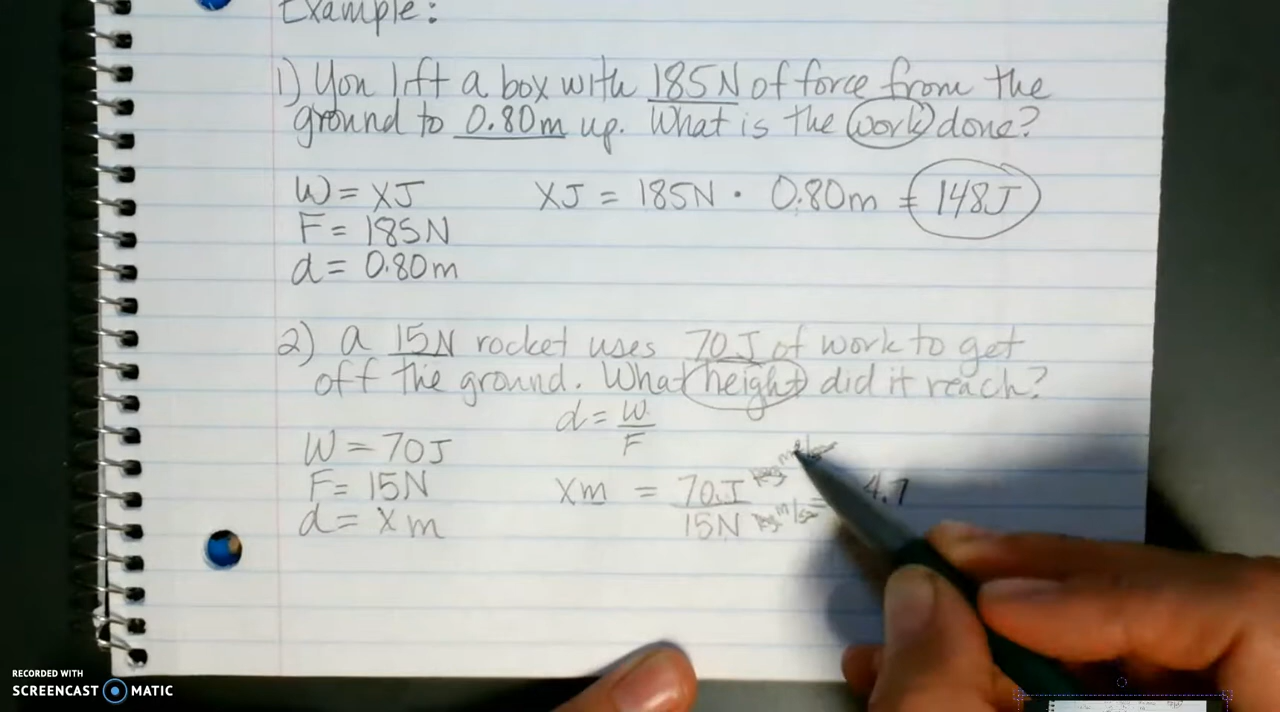 Example:
1) You lift a box with 185N of force from the
ground to 0.80m up. What is the work done?
W = XJ
F = 185N
d = 0.80m
XJ = 185N · 0.80m = 148J
2) A 15N rocket uses 70J of work to get
off the ground. What height did it reach?
d = W/F
W = 70J
F = 15N
d = X m
Xm = 70J / 15N = 4.7
RECORDED WITH
SCREENCAST MATIC